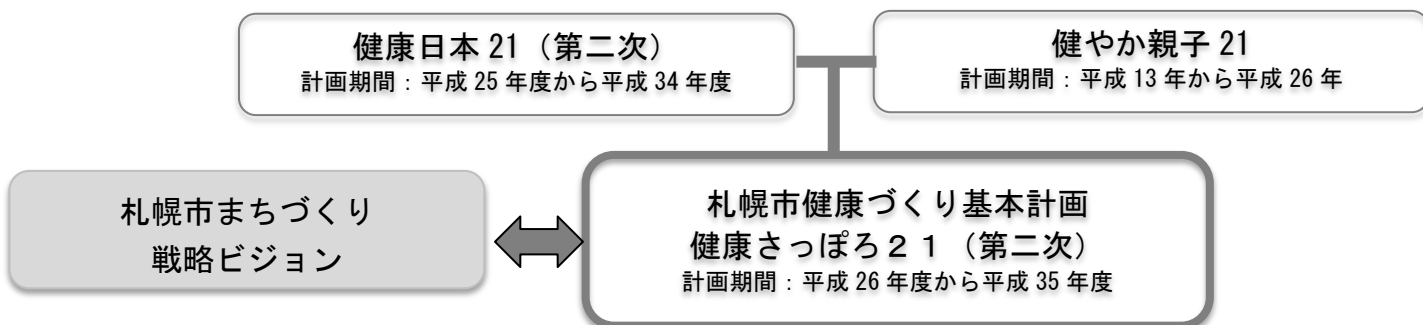 健康日本 21（第二次）
計画期間：平成 25 年度から平成 34 年度
健やか親子 21
計画期間：平成 13 年から平成 26 年
札幌市まちづくり
戦略ビジョン
札幌市健康づくり基本計画
健康さっぽろ２１（第二次）
計画期間：平成 26 年度から平成 35 年度